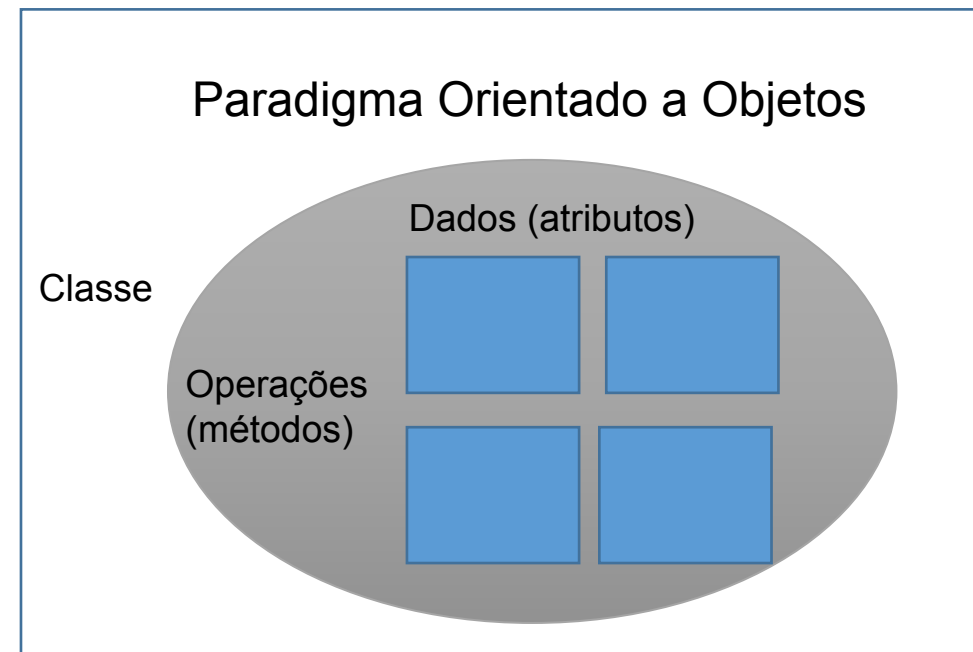 Paradigma Orientado a Objetos
Dados (atributos)
Classe
Operações
(métodos)